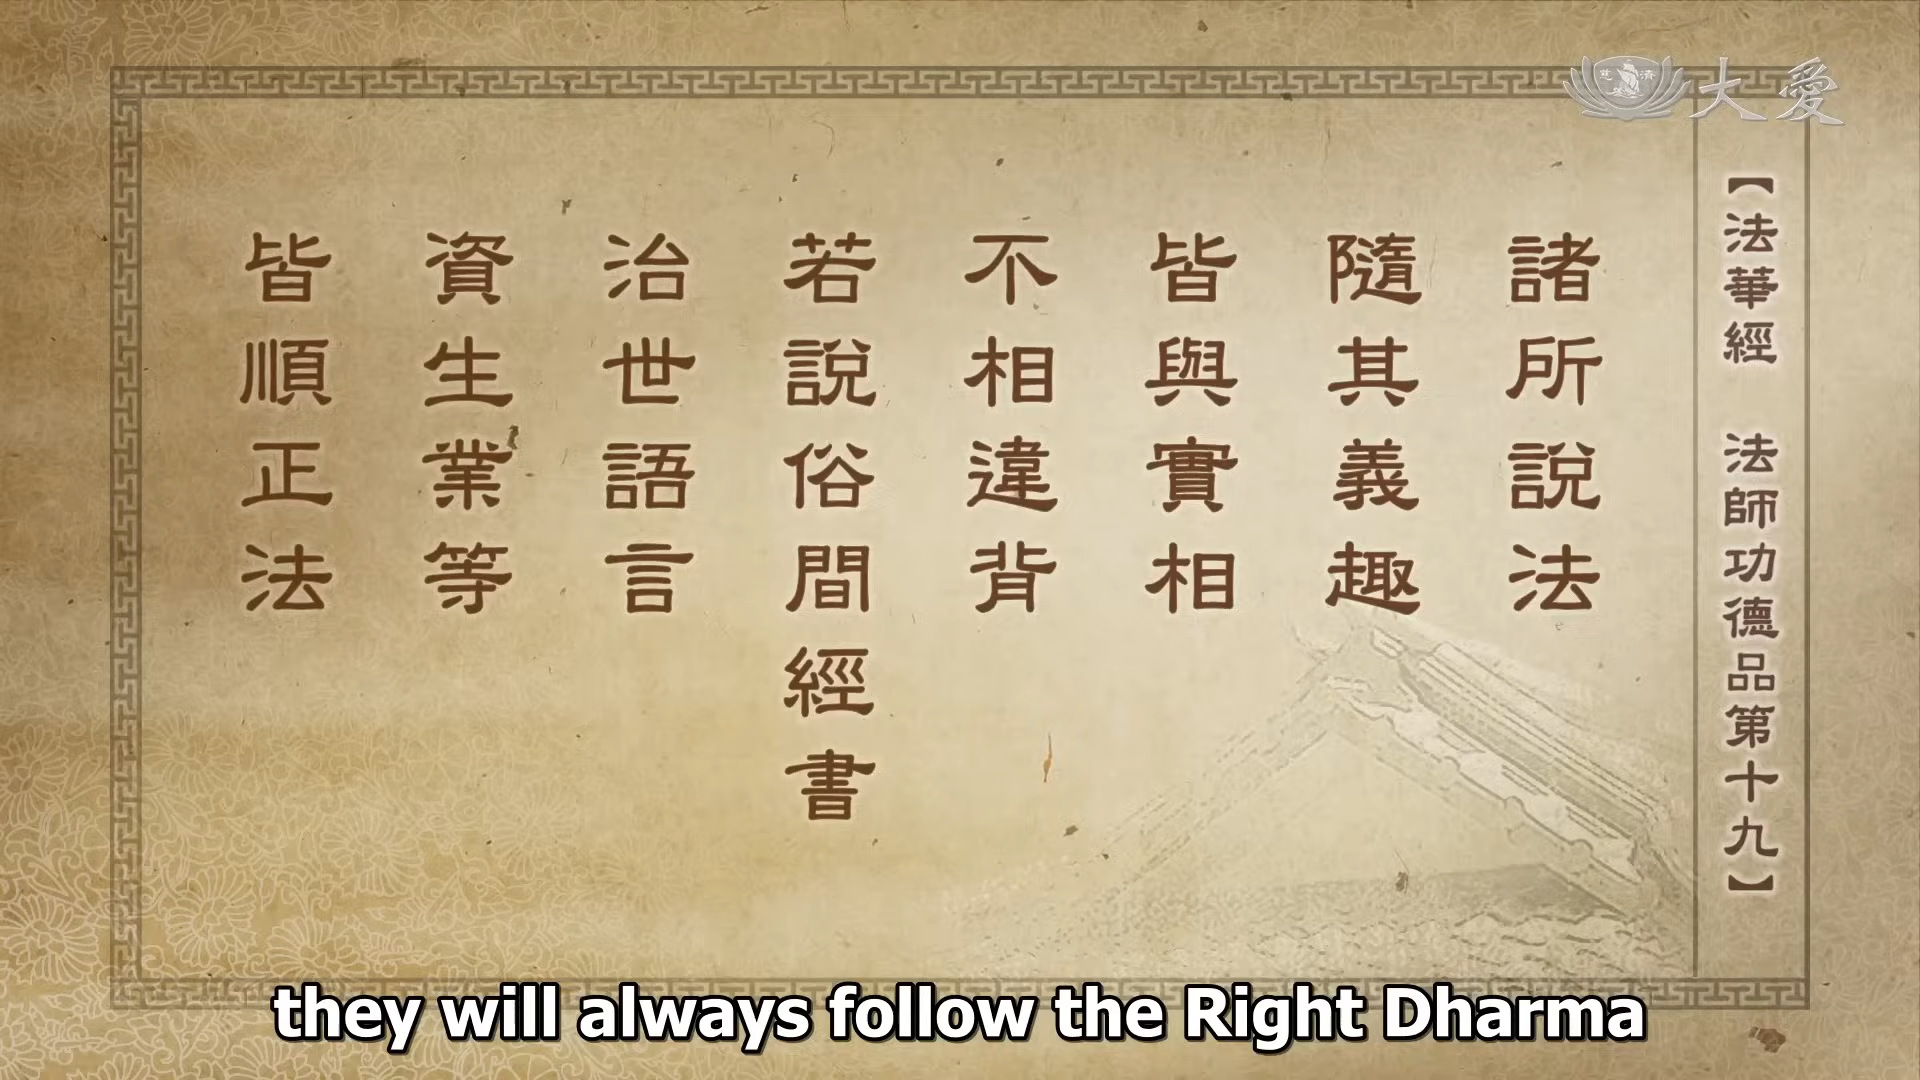 大愛
慈濟
【法華經 法師功德品第十九】
諸所說法
隨其義趣
皆與實相
不相違背
若說俗間經書
治世語言
資生業等
皆順正法
they will always follow the Right Dharma